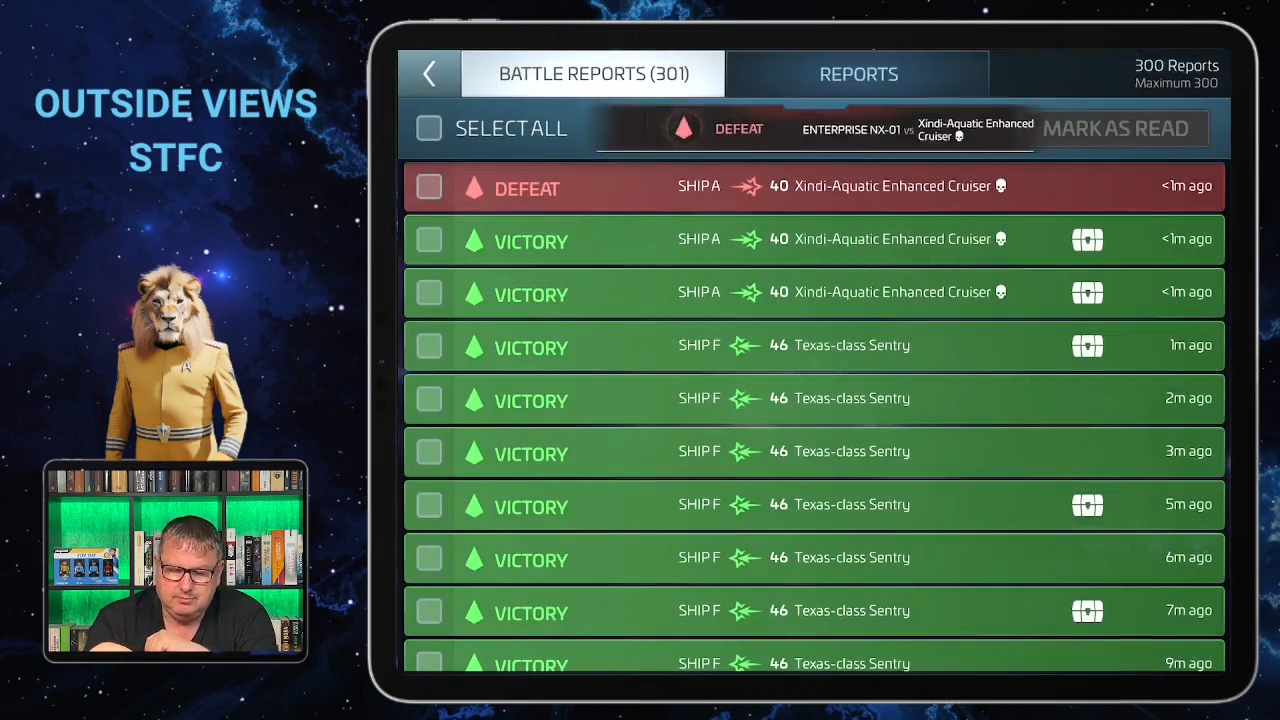 OUTSIDE VIEWS
STFC
BATTLE REPORTS (301)
REPORTS
300 Reports
Maximum 300
SELECT ALL
DEFEAT ENTERPRISE NX-01 vs Xindi-Aquatic Enhanced
Cruiser
MARK AS READ
DEFEAT SHIP A 40 Xindi-Aquatic Enhanced Cruiser <1m ago
VICTORY SHIP A 40 Xindi-Aquatic Enhanced Cruiser <1m ago
VICTORY SHIP A 40 Xindi-Aquatic Enhanced Cruiser <1m ago
VICTORY SHIP F 46 Texas-class Sentry 1m ago
VICTORY SHIP F 46 Texas-class Sentry 2m ago
VICTORY SHIP F 46 Texas-class Sentry 3m ago
VICTORY SHIP F 46 Texas-class Sentry 5m ago
VICTORY SHIP F 46 Texas-class Sentry 6m ago
VICTORY SHIP F 46 Texas-class Sentry 7m ago
VICTORY SHIP F 46 Texas-class Sentry 9m ago